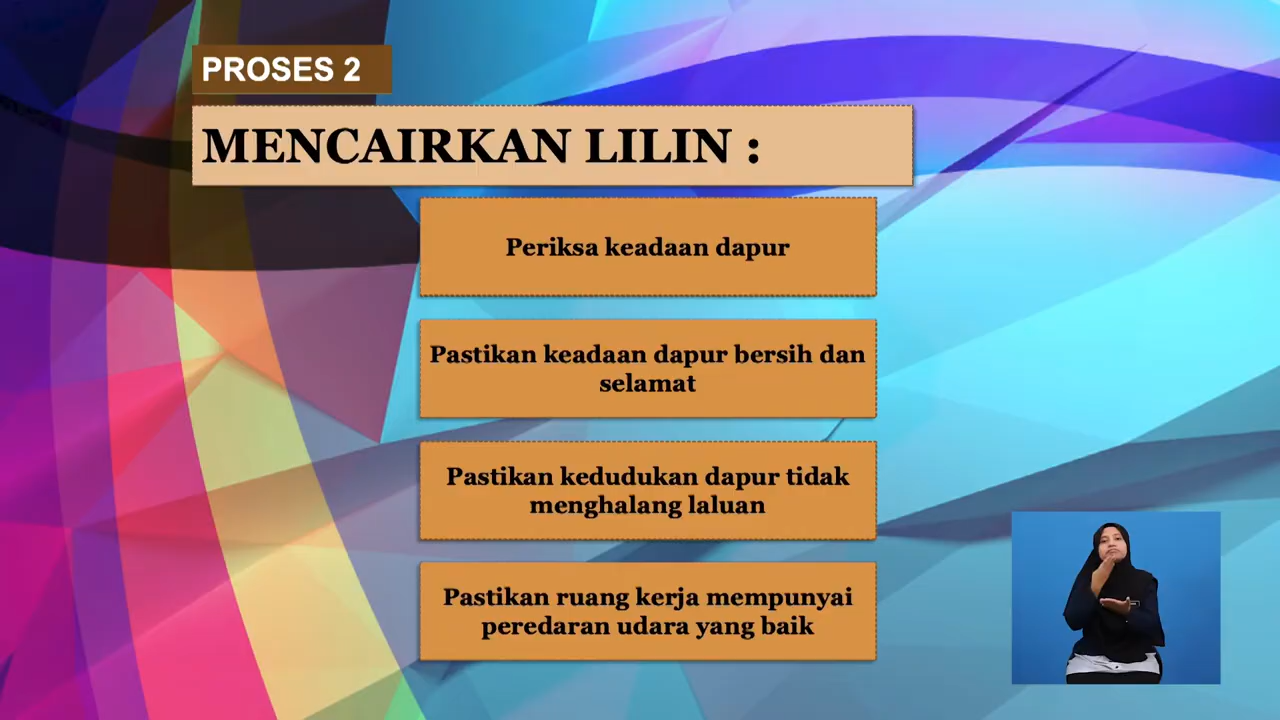 PROSES 2
MENCAIRKAN LILIN :
Periksa keadaan dapur
Pastikan keadaan dapur bersih dan
selamat
Pastikan kedudukan dapur tidak
menghalang laluan
Pastikan ruang kerja mempunyai
peredaran udara yang baik